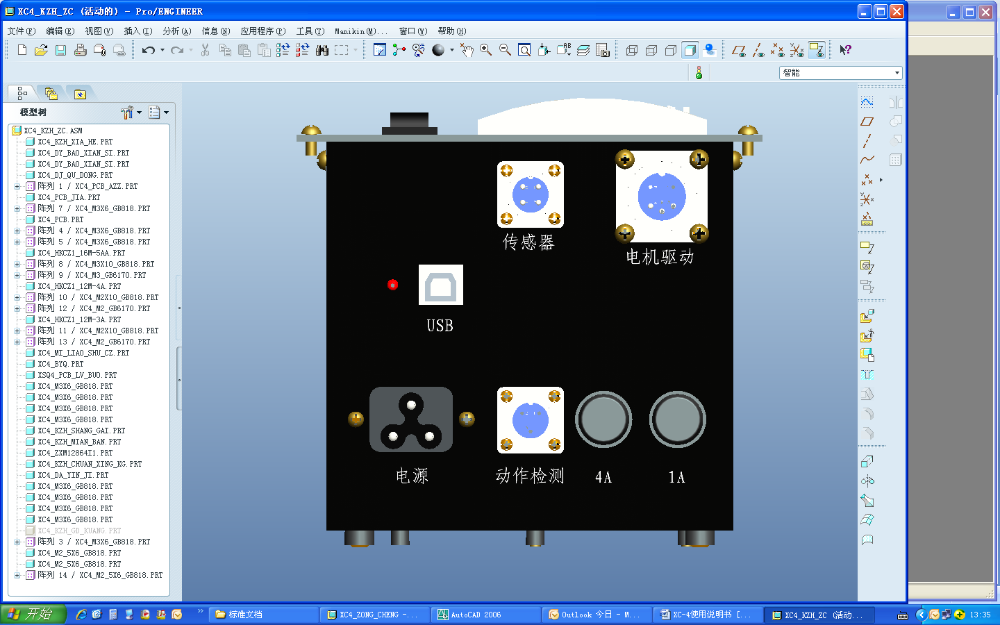 XC4_KZH_ZC (活动的) - Pro/ENGINEER
文件(F) 编辑(E) 视图(V) 插入(I) 分析(A) 信息(N) 应用程序(P) 工具(T) Manikin(M)... 窗口(W) 帮助(H)
智能
模型树
XC4_KZH_ZC.ASM
XC4_KZH_XIA_HE.PRT
XC4_DY_BAO_XIAN_SI.PRT
XC4_DY_BAO_XIAN_SI.PRT
XC4_DJ_QU_DONG.PRT
阵列 1 / XC4_PCB_AZZ.PRT
XC4_PCB_JIA.PRT
阵列 7 / XC4_M3X6_GB818.PRT
XC4_PCB.PRT
阵列 4 / XC4_M3X6_GB818.PRT
阵列 5 / XC4_M3X6_GB818.PRT
XC4_HKCZ1_16M-5AA.PRT
阵列 8 / XC4_M3X10_GB818.PRT
阵列 9 / XC4_M3_GB6170.PRT
XC4_HKCZ1_12M-4A.PRT
阵列 10 / XC4_M2X10_GB818.PRT
阵列 12 / XC4_M2_GB6170.PRT
XC4_HKCZ1_12M-3A.PRT
阵列 11 / XC4_M2X10_GB818.PRT
阵列 13 / XC4_M2_GB6170.PRT
XC4_MI_LIAO_SHU_CZ.PRT
XC4_BYQ.PRT
XSQ4_PCB_LV_BUO.PRT
XC4_M3X6_GB818.PRT
XC4_M3X6_GB818.PRT
XC4_M3X6_GB818.PRT
XC4_M3X6_GB818.PRT
XC4_KZH_SHANG_GAI.PRT
XC4_KZH_MIAN_BAN.PRT
XC4_ZXM12864I1.PRT
XC4_KZH_CHUAN_XING_KG.PRT
XC4_DA_YIN_JI.PRT
XC4_M3X6_GB818.PRT
XC4_M3X6_GB818.PRT
XC4_M3X6_GB818.PRT
XC4_M3X6_GB818.PRT
XC4_KZH_GD_KUANG.PRT
阵列 3 / XC4_M3X6_GB818.PRT
XC4_M2_5X6_GB818.PRT
XC4_M2_5X6_GB818.PRT
阵列 14 / XC4_M2_5X6_GB818.PRT
传感器
电机驱动
USB
电源 动作检测 4A 1A
开始 标准文档 XC4_ZONG_CHENG -... AutoCAD 2006 Outlook 今日 - M... XC-4使用说明书 [... XC4_KZH_ZC (活动... 13:35